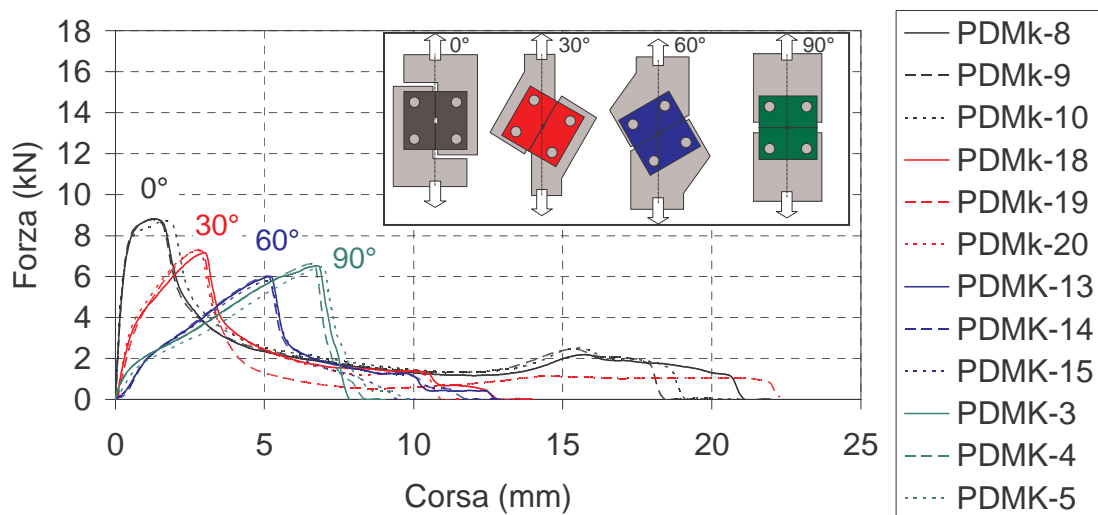 Forza (kN)
18
16
14
12
10
8
6
4
2
0
0° 30° 60° 90°
0°
30°
60°
90°
0 5 10 15 20 25
Corsa (mm)
PDMk-8
PDMk-9
PDMk-10
PDMk-18
PDMk-19
PDMk-20
PDMK-13
PDMK-14
PDMK-15
PDMK-3
PDMK-4
PDMK-5